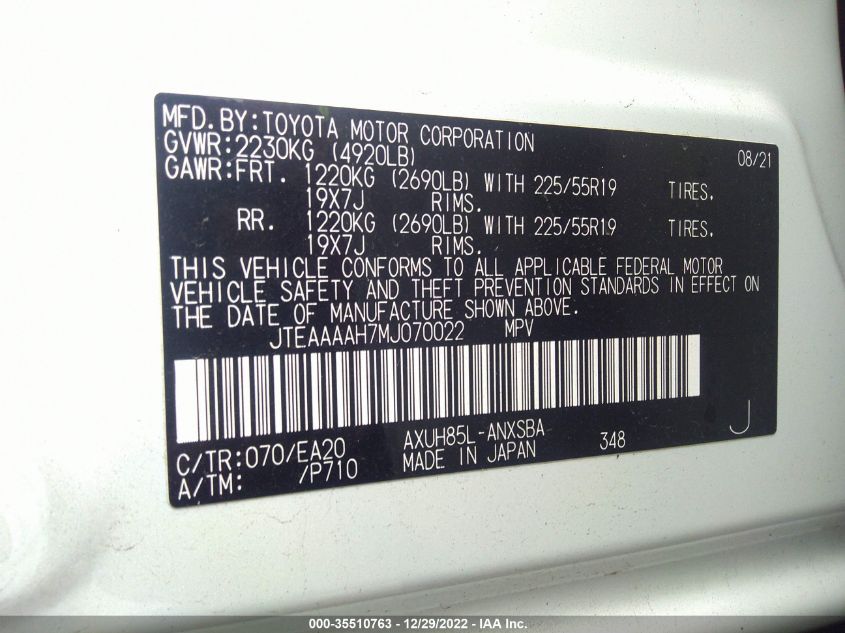 MFD.BY:TOYOTA MOTOR CORPORATION 08/21
GVWR:2230KG (4920LB)
GAWR:FRT. 1220KG (2690LB) WITH 225/55R19 TIRES.
19X7J RIMS.
RR. 1220KG (2690LB) WITH 225/55R19 TIRES.
19X7J RIMS.
THIS VEHICLE CONFORMS TO ALL APPLICABLE FEDERAL MOTOR
VEHICLE SAFETY AND THEFT PREVENTION STANDARDS IN EFFECT ON
THE DATE OF MANUFACTURE SHOWN ABOVE.
JTEAAAAH7MJ070022 MPV
C/TR:070/EA20 AXUH85L-ANXSBA 348 J
A/TM: /P710 MADE IN JAPAN
000-35510763 - 12/29/2022 - IAA Inc.